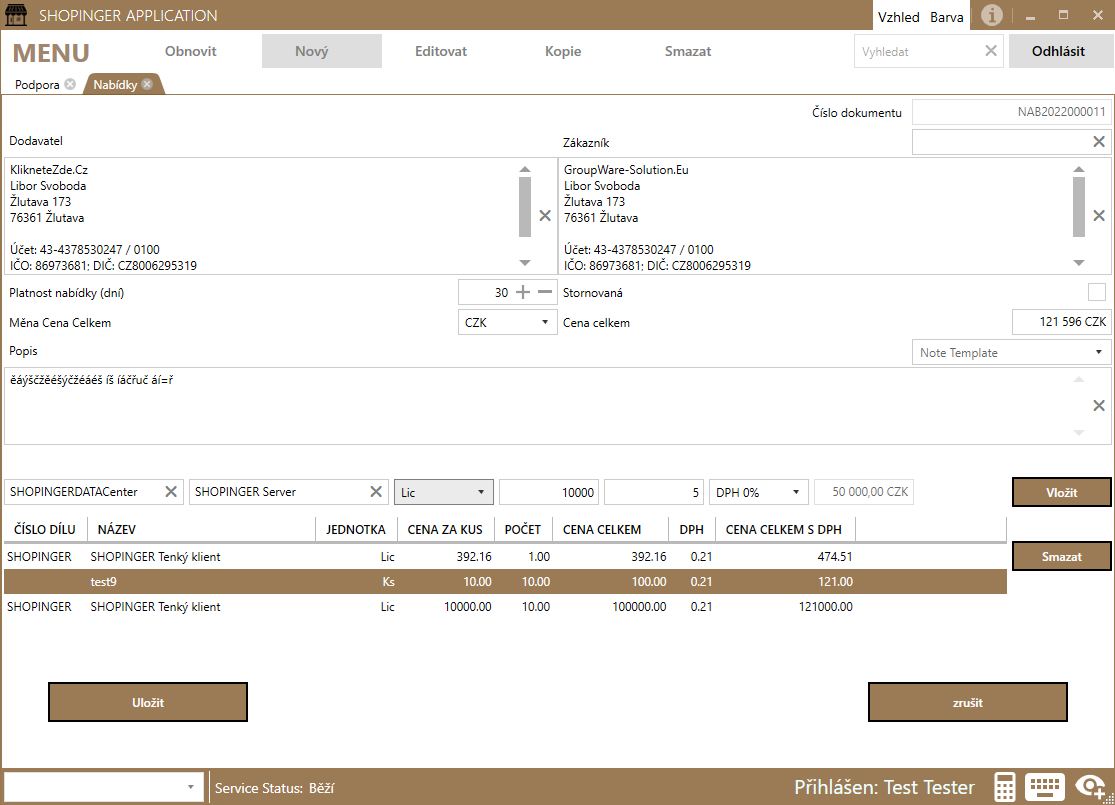 SHOPINGER APPLICATION
Vzhled Barva
MENU Obnovit Nový Editovat Kopie Smazat Vyhledat Odhlásit
Podpora Nabídky
Číslo dokumentu NAB2022000011
Dodavatel Zákazník
KlikneteZde.Cz
Libor Svoboda
Žlutava 173
76361 Žlutava
Účet: 43-4378530247 / 0100
IČO: 86973681; DIČ: CZ8006295319
GroupWare-Solution.Eu
Libor Svoboda
Žlutava 173
76361 Žlutava
Účet: 43-4378530247 / 0100
IČO: 86973681; DIČ: CZ8006295319
Platnost nabídky (dní) 30 Stornovaná
Měna Cena Celkem CZK Cena celkem 121 596 CZK
Popis Note Template
ěáýščžěéšýčžéáéš íš íáčřuč áí=ř
SHOPINGERDATACenter SHOPINGER Server Lic 10000 5 DPH 0% 50 000,00 CZK Vložit
ČÍSLO DÍLU NÁZEV JEDNOTKA CENA ZA KUS POČET CENA CELKEM DPH CENA CELKEM S DPH
SHOPINGER SHOPINGER Tenký klient Lic 392.16 1.00 392.16 0.21 474.51
Smazat
test9 Ks 10.00 10.00 100.00 0.21 121.00
SHOPINGER SHOPINGER Tenký klient Lic 10000.00 10.00 100000.00 0.21 121000.00
Uložit zrušit
Service Status: Běží Přihlášen: Test Tester